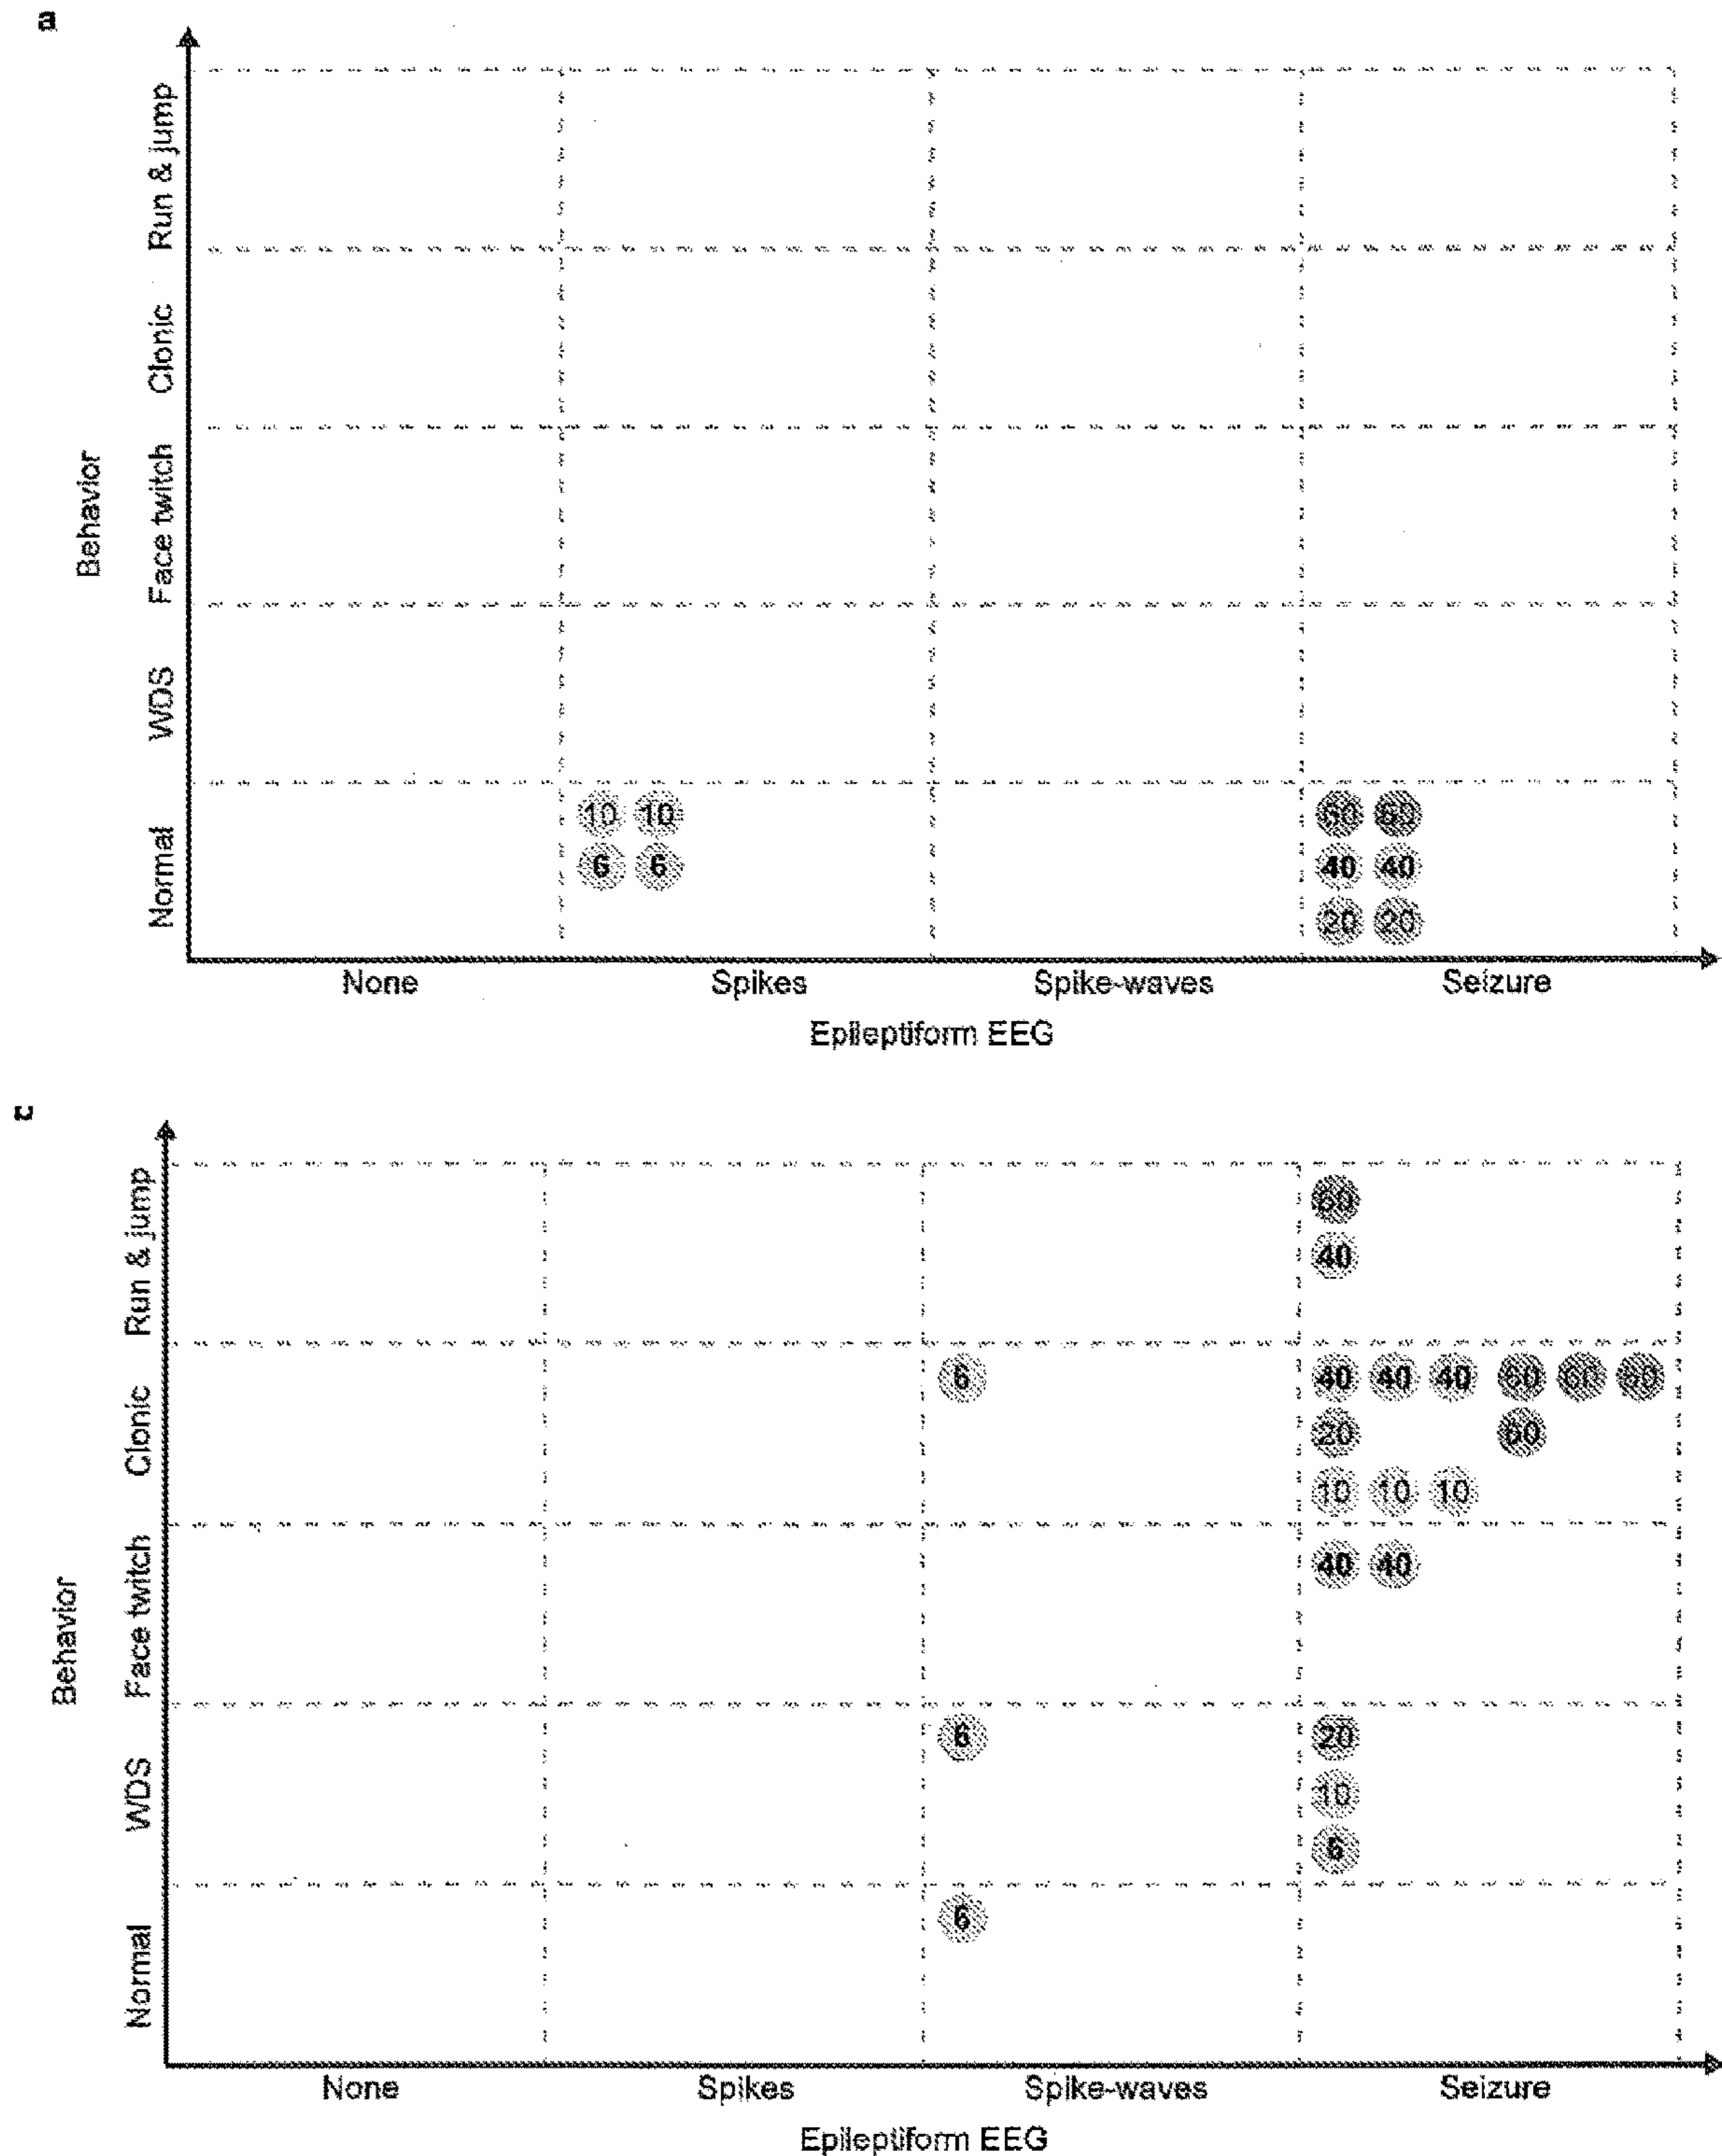 a
Behavior
Run & jump
Clonic
Face twitch
WDS
Normal
10 10
6 6
60 60
40 40
20 20
None Spikes Spike-waves Seizure
Epileptiform EEG
c
Behavior
Run & jump
Clonic
Face twitch
WDS
Normal
60
40
6 40 40 40 60 60 60
20 60
10 10 10
40 40
6 20
10
6
6
None Spikes Spike-waves Seizure
Epileptiform EEG